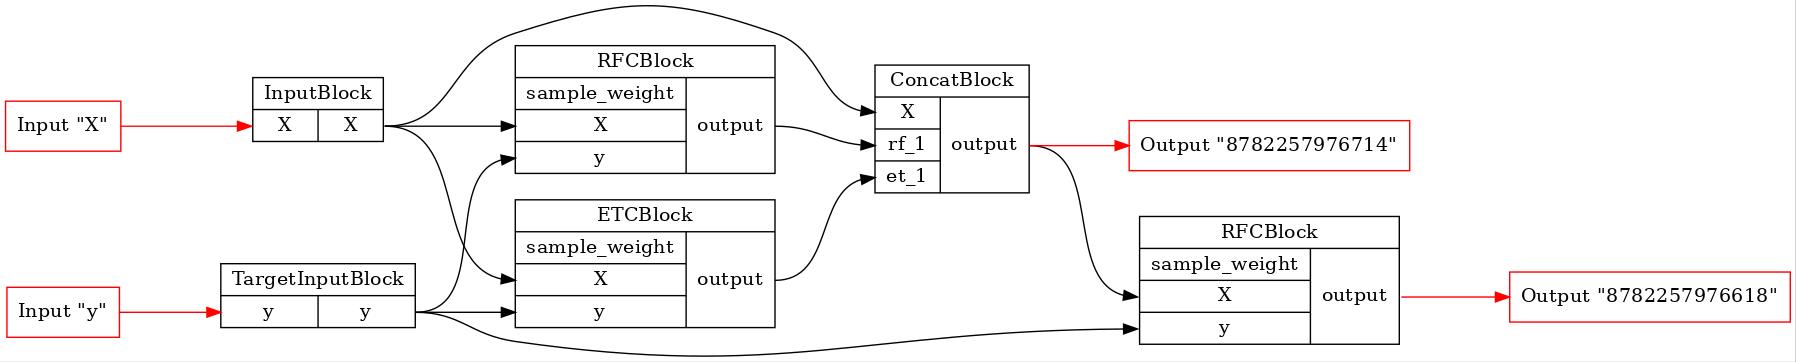 Input "X"
InputBlock
X X
RFCBlock
sample_weight
X
y
output
ConcatBlock
X
rf_1
et_1
output
Output "8782257976714"
Input "y"
TargetInputBlock
y y
ETCBlock
sample_weight
X
y
output
RFCBlock
sample_weight
X
y
output
Output "8782257976618"